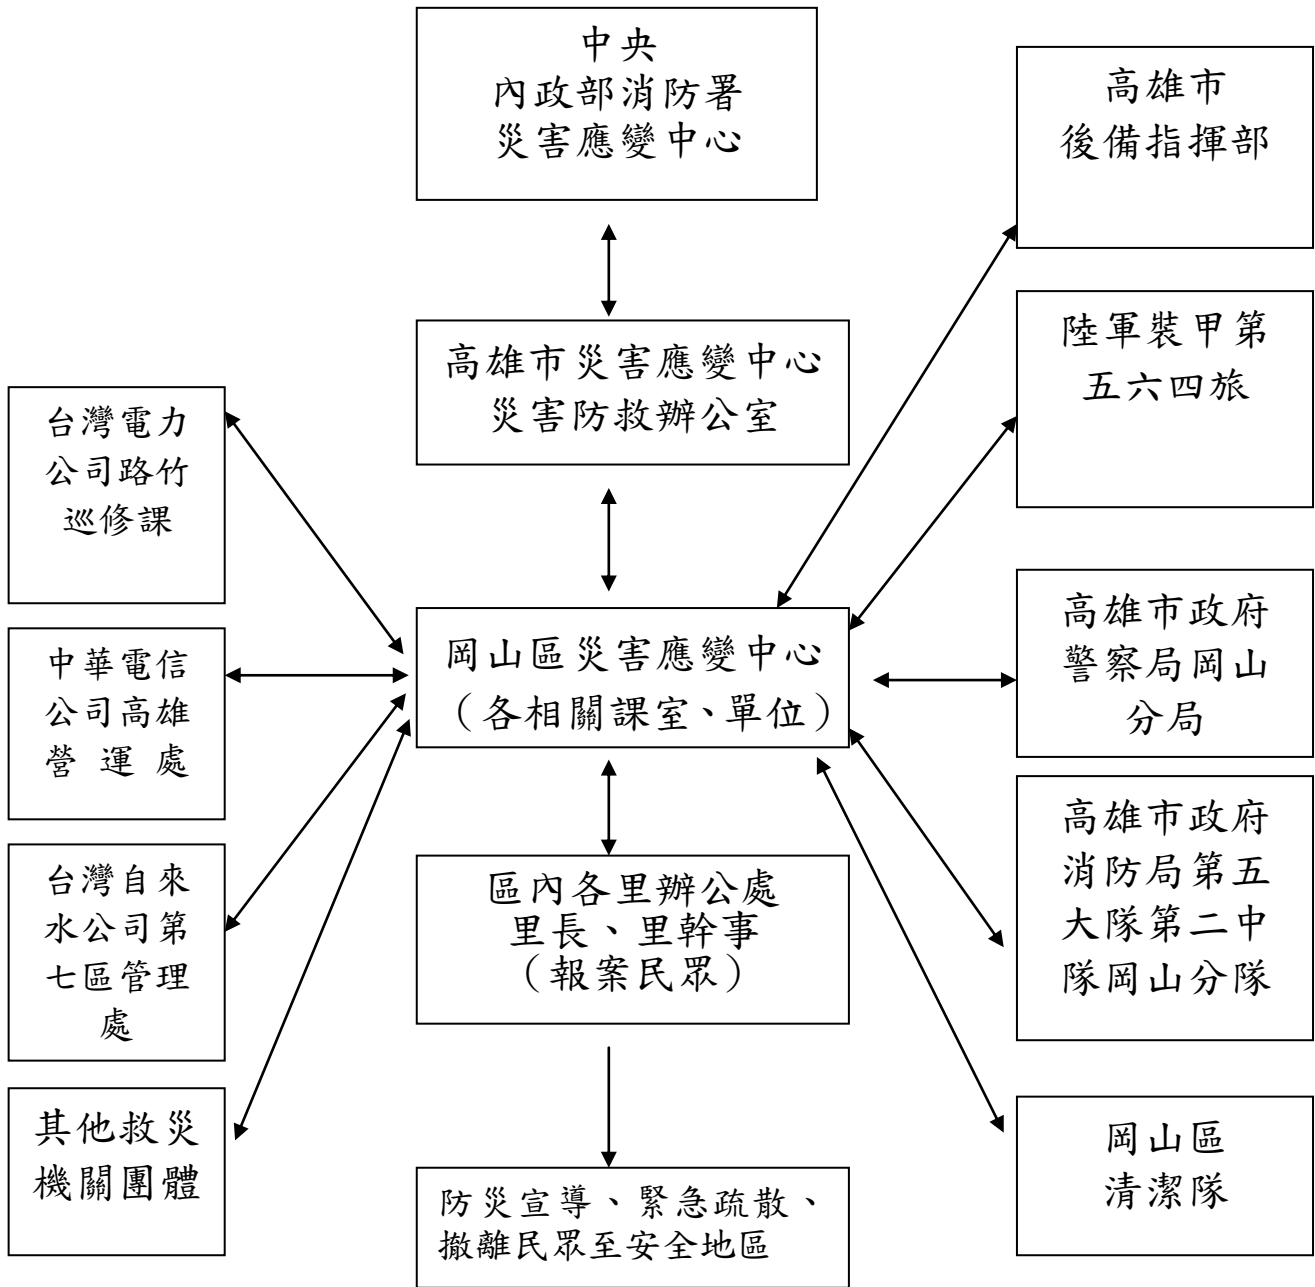 中央
內政部消防署
災害應變中心
高雄市
後備指揮部
高雄市災害應變中心
災害防救辦公室
陸軍裝甲第
五六四旅
台灣電力
公司路竹
巡修課
岡山區災害應變中心
（各相關課室、單位）
高雄市政府
警察局岡山
分局
中華電信
公司高雄
營運處
高雄市政府
消防局第五
大隊第二中
隊岡山分隊
台灣自來
水公司第
七區管理
處
區內各里辦公處
里長、里幹事
（報案民眾）
其他救災
機關團體
岡山區
清潔隊
防災宣導、緊急疏散、
撤離民眾至安全地區